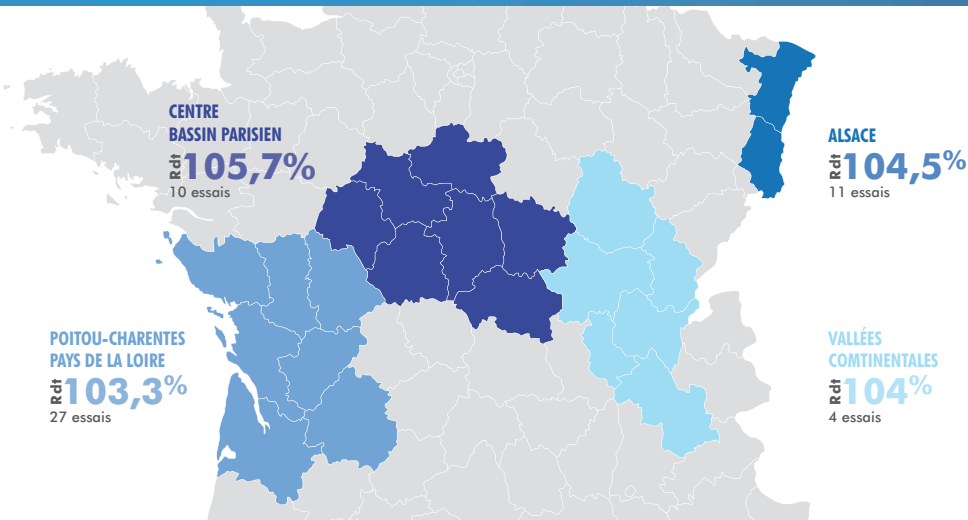 CENTRE
BASSIN PARISIEN
Rdt 105,7%
10 essais
ALSACE
Rdt 104,5%
11 essais
POITOU-CHARENTES
PAYS DE LA LOIRE
Rdt 103,3%
27 essais
VALLÉES
COMTINENTALES
Rdt 104%
4 essais